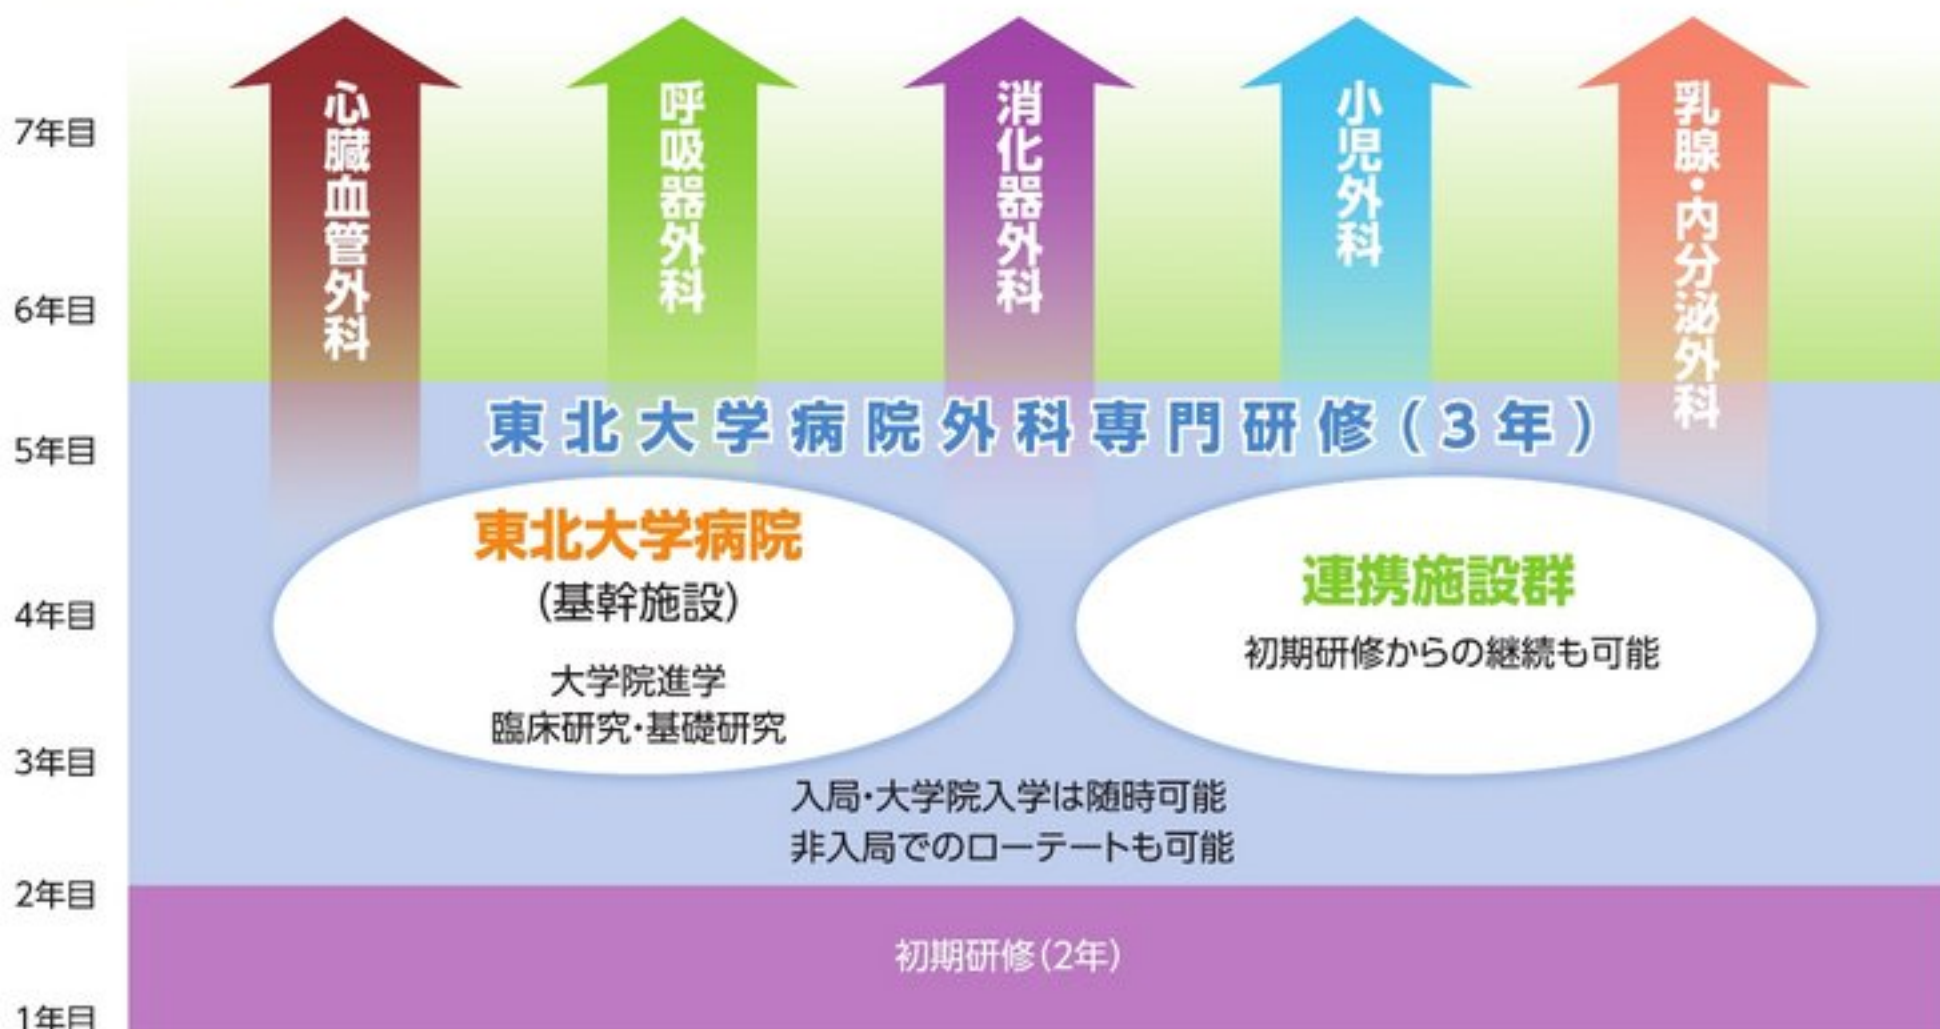 心臓血管外科
呼吸器外科
消化器外科
小児外科
乳腺・内分泌外科
7年目
6年目
5年目
4年目
3年目
2年目
1年目
東北大学病院外科専門研修(3年)
東北大学病院
(基幹施設)
大学院進学
臨床研究・基礎研究
連携施設群
初期研修からの継続も可能
入局・大学院入学は随時可能
非入局でのローテートも可能
初期研修(2年)